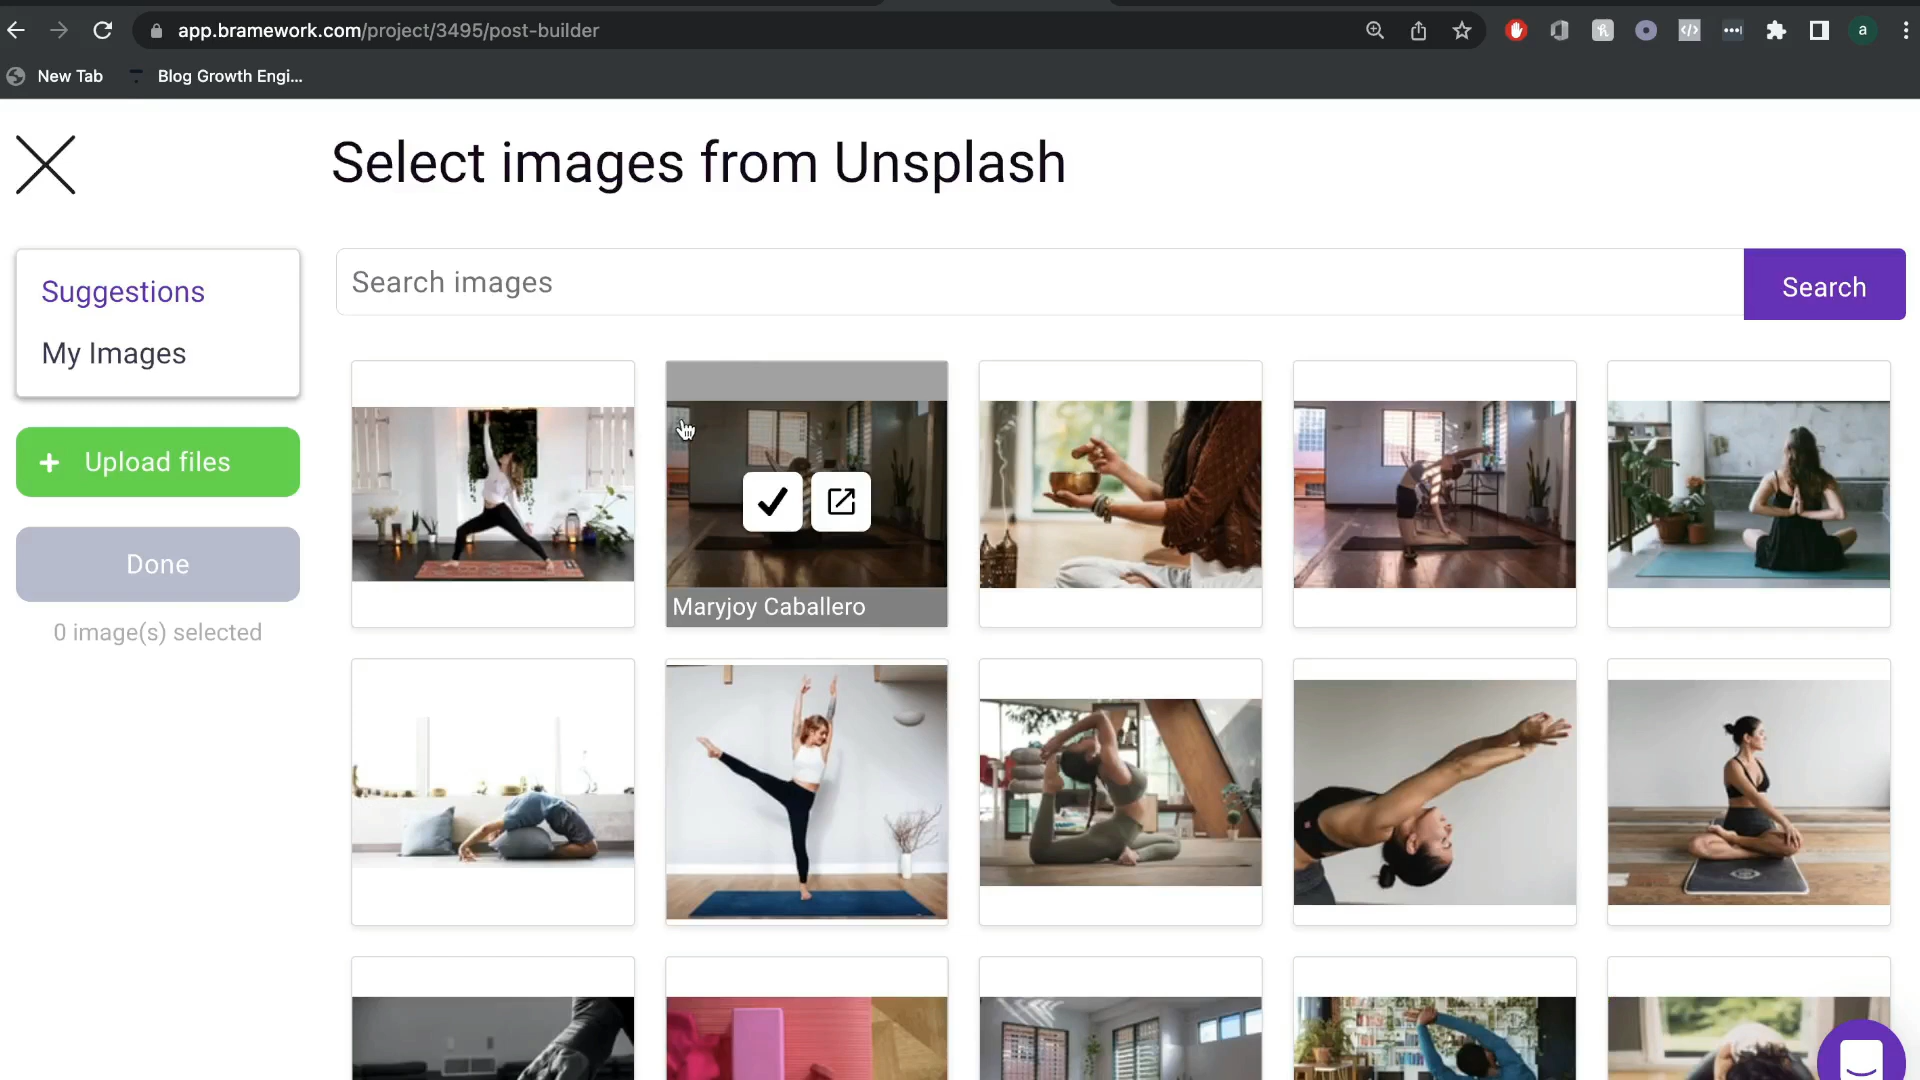 app.bramework.com/project/3495/post-builder
a
New Tab
Blog Growth Engi...
Select images from Unsplash
Suggestions
My Images
Search images
Search
+ Upload files
Done
0 image(s) selected
Maryjoy Caballero